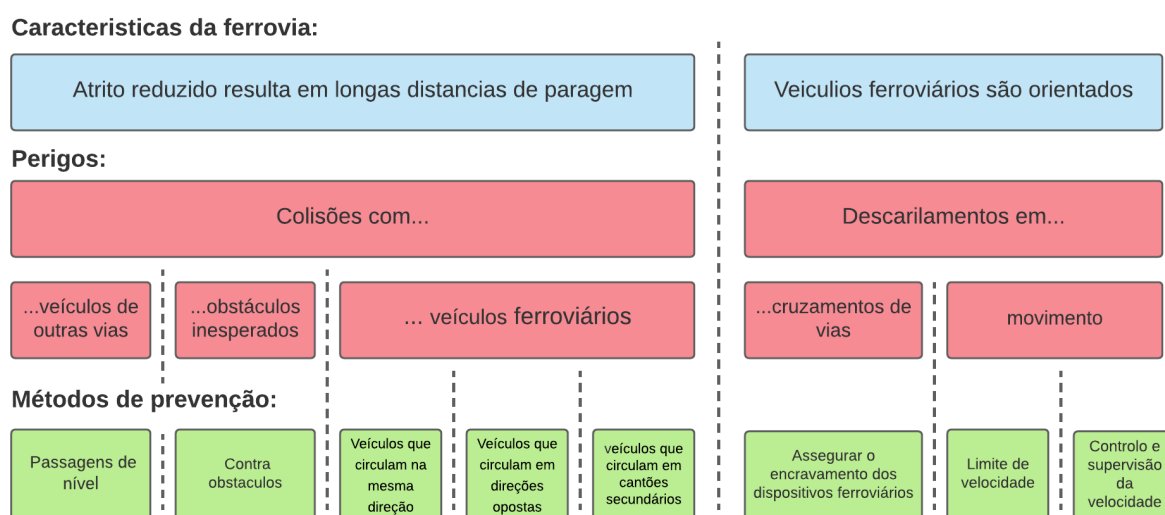 Caracteristicas da ferrovia:
Atrito reduzido resulta em longas distancias de paragem
Veiculios ferroviários são orientados
Perigos:
Colisões com...
Descarilamentos em...
...veículos de
outras vias
...obstáculos
inesperados
... veículos ferroviários
...cruzamentos de
vias
movimento
Métodos de prevenção:
Passagens de
nível
Contra
obstaculos
Veículos que
circulam na
mesma
direção
Veículos que
circulam em
direções
opostas
veículos que
circulam em
cantões
secundários
Assegurar o
encravamento dos
dispositivos ferroviários
Limite de
velocidade
Controlo e
supervisão
da
velocidade